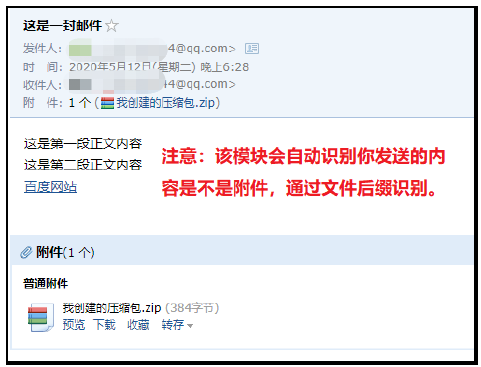 这是一封邮件
发件人： 4@qq.com>
时 间：2020年5月12日(星期二) 晚上6:28
收件人： 4@qq.com>
附 件：1 个 (我创建的压缩包.zip)
这是第一段正文内容
这是第二段正文内容
百度网站
注意：该模块会自动识别你发送的内
容是不是附件，通过文件后缀识别。
附件(1 个)
普通附件
我创建的压缩包.zip (384字节)
预览 下载 收藏 转存